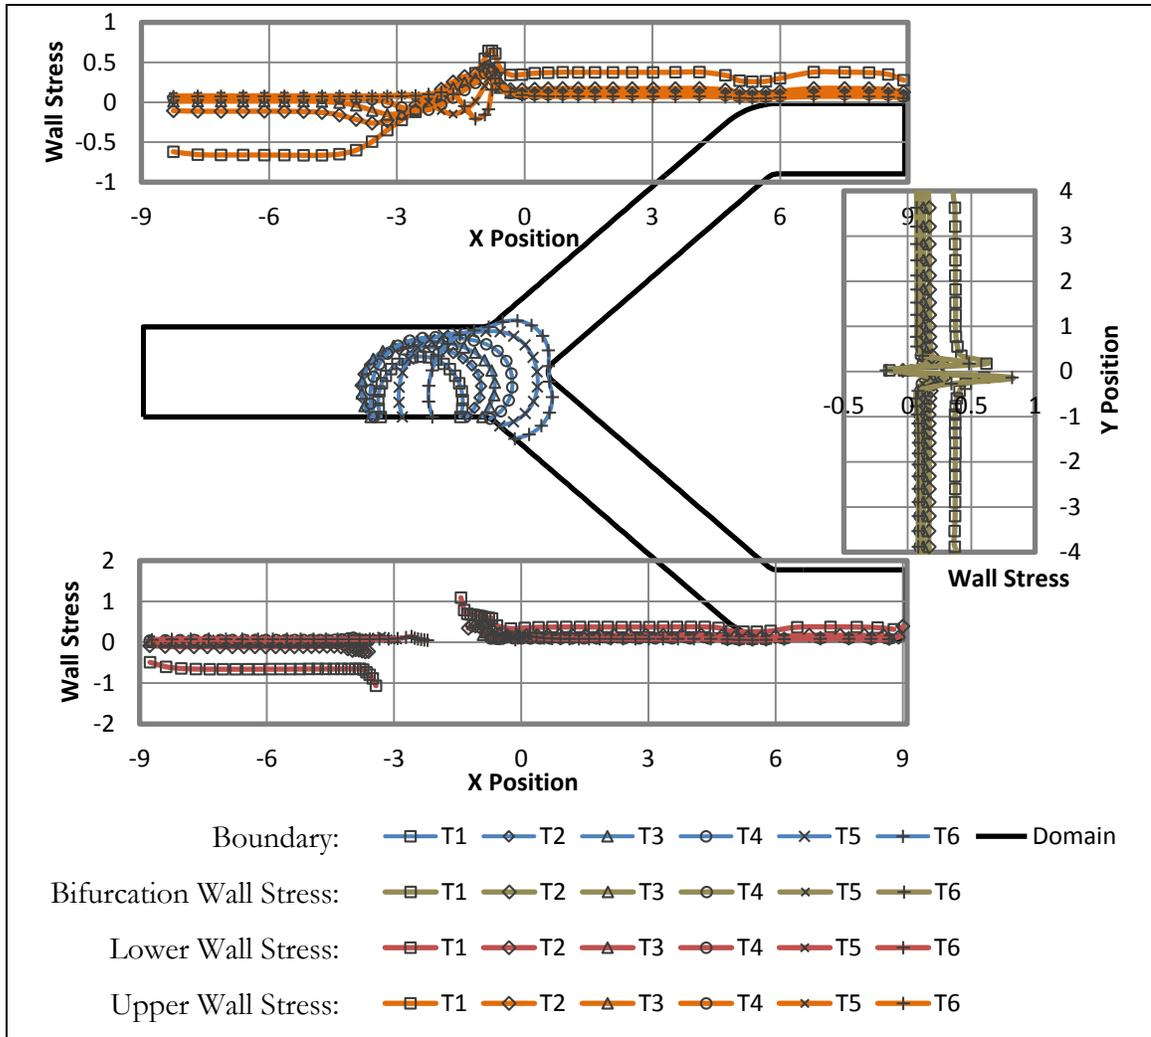 1
0.5
0
-0.5
-1
Wall Stress
-9 -6 -3 0 3 6 9
X Position
4
3
2
1
0
-1
-2
-3
-4
Y Position
-0.5 0 0.5 1
Wall Stress
2
1
0
-1
-2
Wall Stress
-9 -6 -3 0 3 6 9
X Position
Boundary: T1 T2 T3 T4 T5 T6 Domain
Bifurcation Wall Stress: T1 T2 T3 T4 T5 T6
Lower Wall Stress: T1 T2 T3 T4 T5 T6
Upper Wall Stress: T1 T2 T3 T4 T5 T6